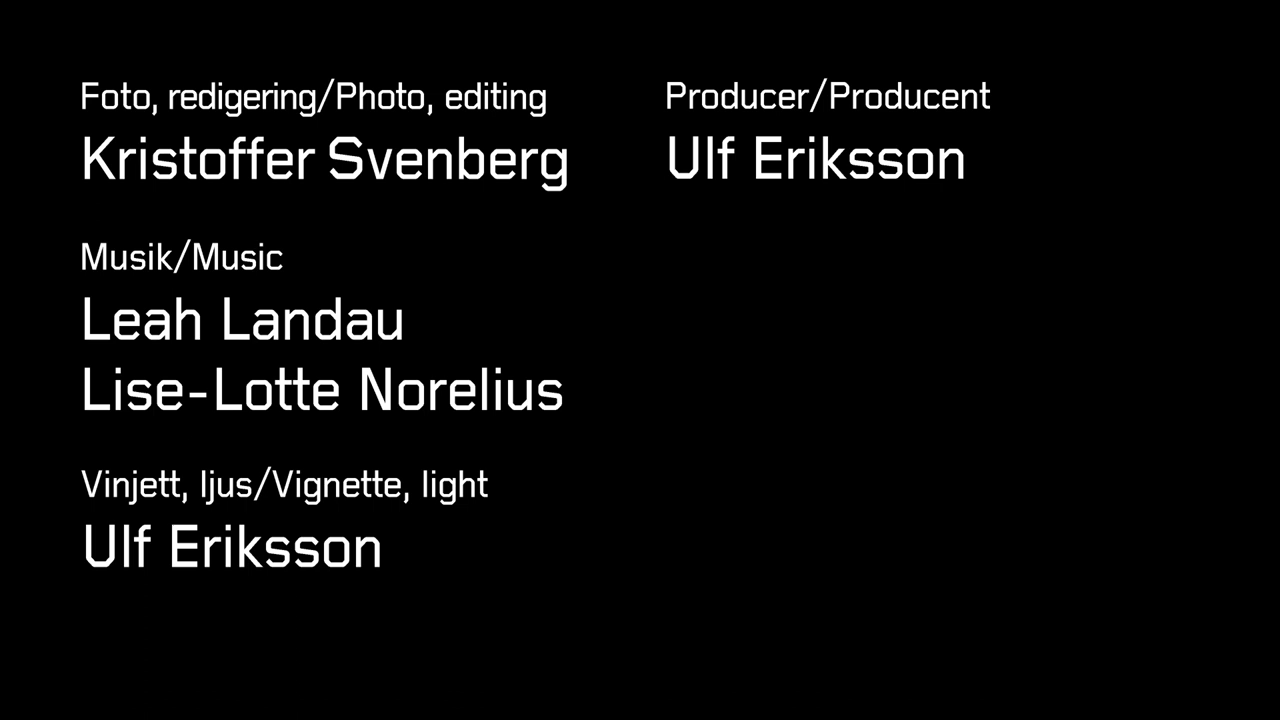 Foto, redigering/Photo, editing
Kristoffer Svenberg
Musik/Music
Leah Landau
Lise-Lotte Norelius
Vinjett, ljus/Vignette, light
Ulf Eriksson
Producer/Producent
Ulf Eriksson